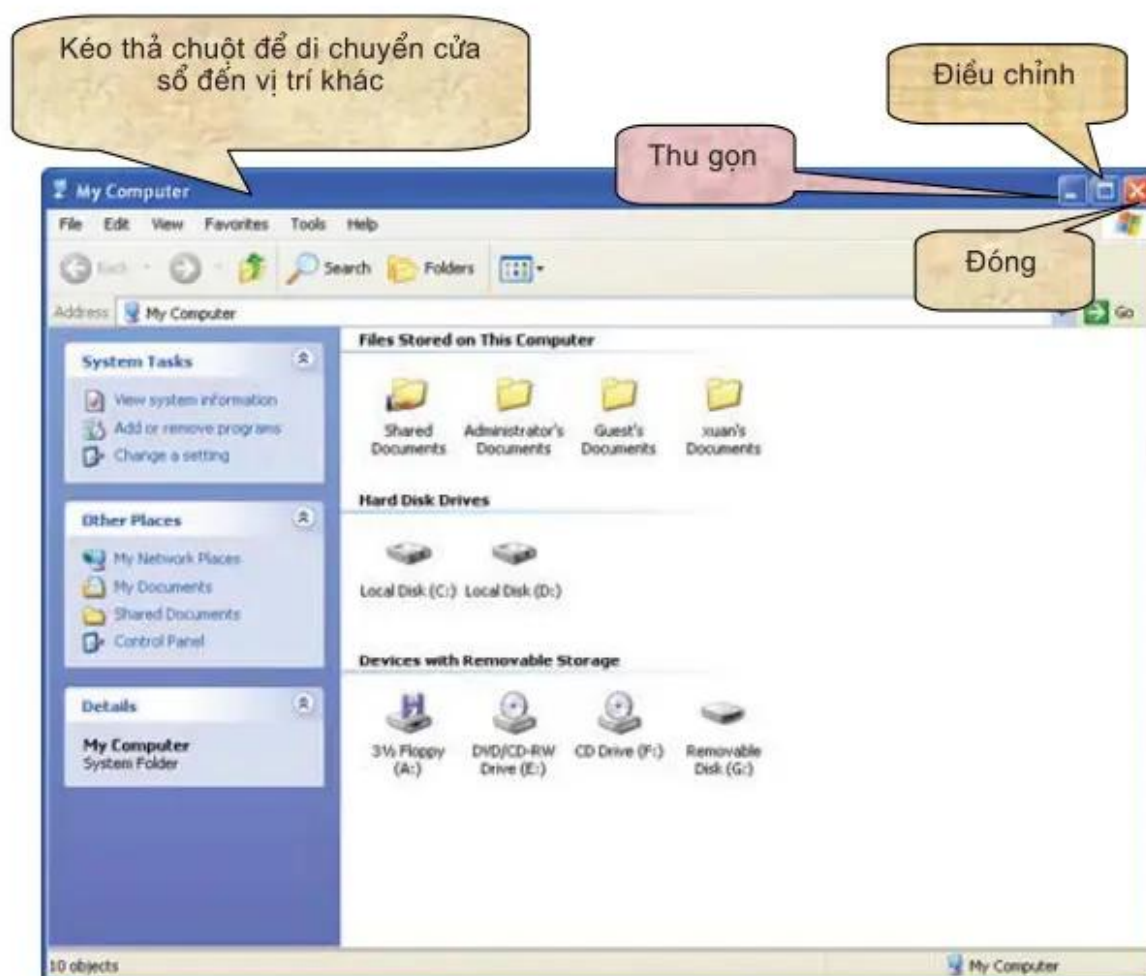 Kéo thả chuột để di chuyển cửa
sổ đến vị trí khác
Điều chỉnh
Thu gọn
My Computer
File Edit View Favorites Tools Help
Đóng
Back Search Folders
Address My Computer Go
System Tasks
View system information
Add or remove programs
Change a setting
Other Places
My Network Places
My Documents
Shared Documents
Control Panel
Details
My Computer
System Folder
Files Stored on This Computer
Shared Administrator's Guest's xuan's
Documents Documents Documents Documents
Hard Disk Drives
Local Disk (C:) Local Disk (D:)
Devices with Removable Storage
3½ Floppy DVD/CD-RW CD Drive (F:) Removable
(A:) Drive (E:) Disk (G:)
10 objects My Computer